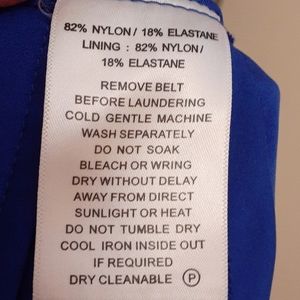 82% NYLON / 18% ELASTANE
LINING : 82% NYLON /
18% ELASTANE
REMOVE BELT
BEFORE LAUNDERING
COLD GENTLE MACHINE
WASH SEPARATELY
DO NOT SOAK
BLEACH OR WRING
DRY WITHOUT DELAY
AWAY FROM DIRECT
SUNLIGHT OR HEAT
DO NOT TUMBLE DRY
COOL IRON INSIDE OUT
IF REQUIRED
DRY CLEANABLE Ⓟ